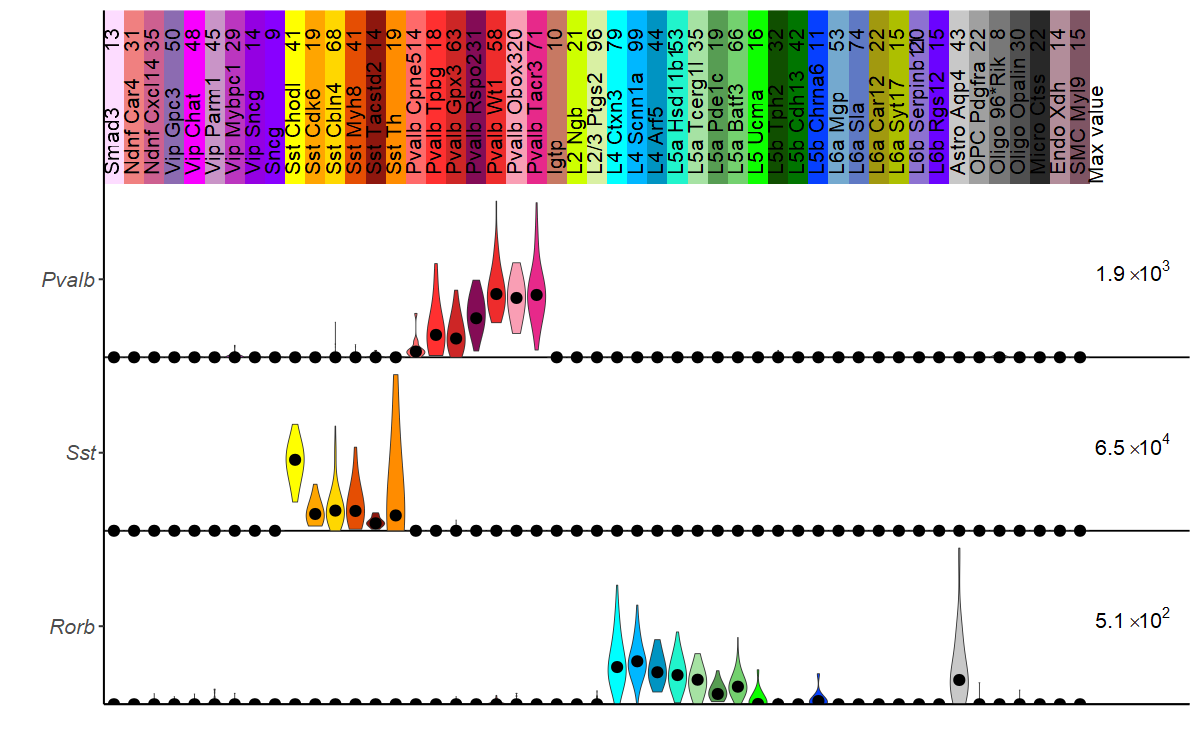 Smad3 13
Ndnf Car4 31
Ndnf Cxcl14 35
Vip Gpc3 50
Vip Chat 48
Vip Parm1 45
Vip Mybpc1 29
Vip Sncg 14
Sncg 9
Sst Chodl 41
Sst Cdk6 19
Sst Cbln4 68
Sst Myh8 41
Sst Tacstd2 14
Sst Th 19
Pvalb Cpne5 14
Pvalb Tpbg 68
Pvalb Gpx3 63
Pvalb Rspo2 31
Pvalb Wt1 58
Pvalb Obox3 20
Pvalb Tacr3 71
Igtp 10
L2 Ngb 21
L2/3 Ptgs2 96
L4 Ctxn3 79
L4 Scnn1a 99
L4 Arf5 44
L5a Hsd11b1 53
L5a Tcerg1l 35
L5a Pde1c 19
L5a Batf3 66
L5 Ucma 16
L5b Tph2 32
L5b Cdh13 42
L5b Chrna6 11
L6a Mgp 53
L6a Sla 74
L6a Car12 22
L6a Syt17 17
L6b Serpinb11 20
L6b Rgs12 15
Astro Aqp4 43
OPC Pdgfra 22
Oligo 96*Rik 8
Oligo Opalin 30
Micro Ctss 24
Endo Xdh 14
SMC Myl9 10
Max value
Pvalb 1.9 ×10³
Sst 6.5 ×10⁴
Rorb 5.1 ×10²